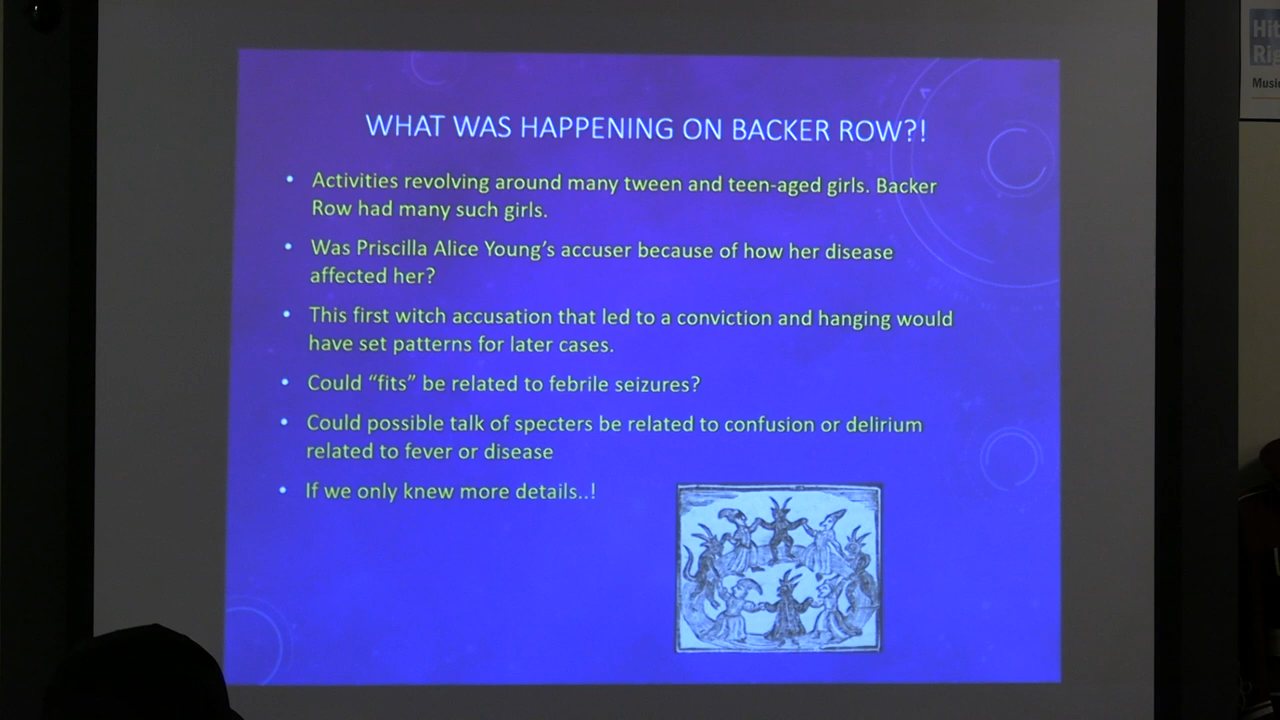 WHAT WAS HAPPENING ON BACKER ROW?!
• Activities revolving around many tween and teen-aged girls. Backer
Row had many such girls.
• Was Priscilla Alice Young's accuser because of how her disease
affected her?
• This first witch accusation that led to a conviction and hanging would
have set patterns for later cases.
• Could "fits" be related to febrile seizures?
• Could possible talk of specters be related to confusion or delirium
related to fever or disease
• If we only knew more details..!